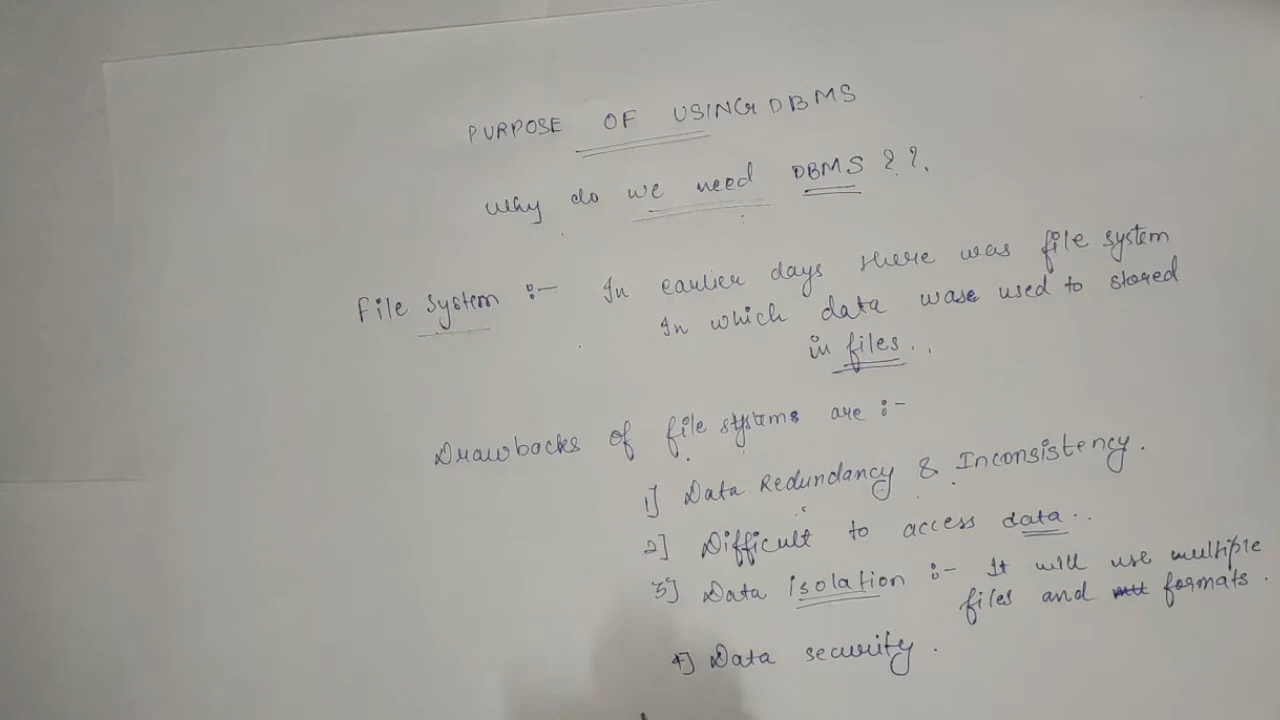 PURPOSE OF USING DBMS
Why do we need DBMS ??.
File System :- In earlier days there was file system
In which data was used to stored
in files..
Drawbacks of file systems are :-
1] Data Redundancy & Inconsistency.
2] Difficult to access data..
3] Data isolation :- It will use multiple
files and formats.
4] Data security.